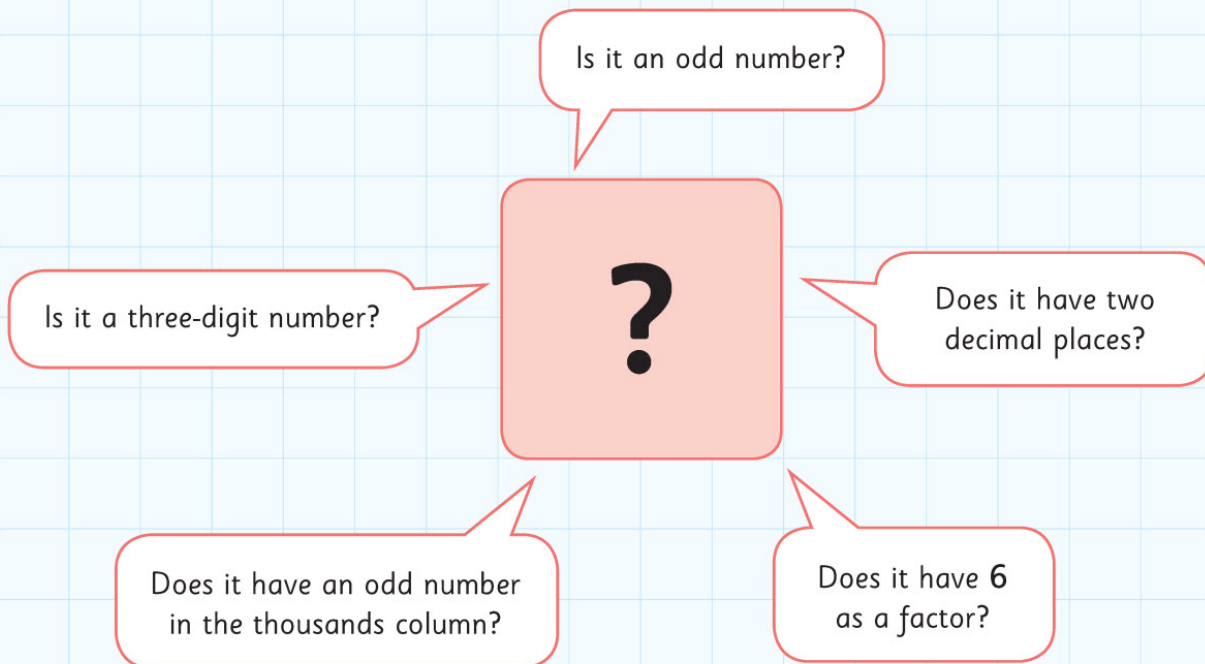 Is it an odd number?
Is it a three-digit number?
?
Does it have two
decimal places?
Does it have an odd number
in the thousands column?
Does it have 6
as a factor?